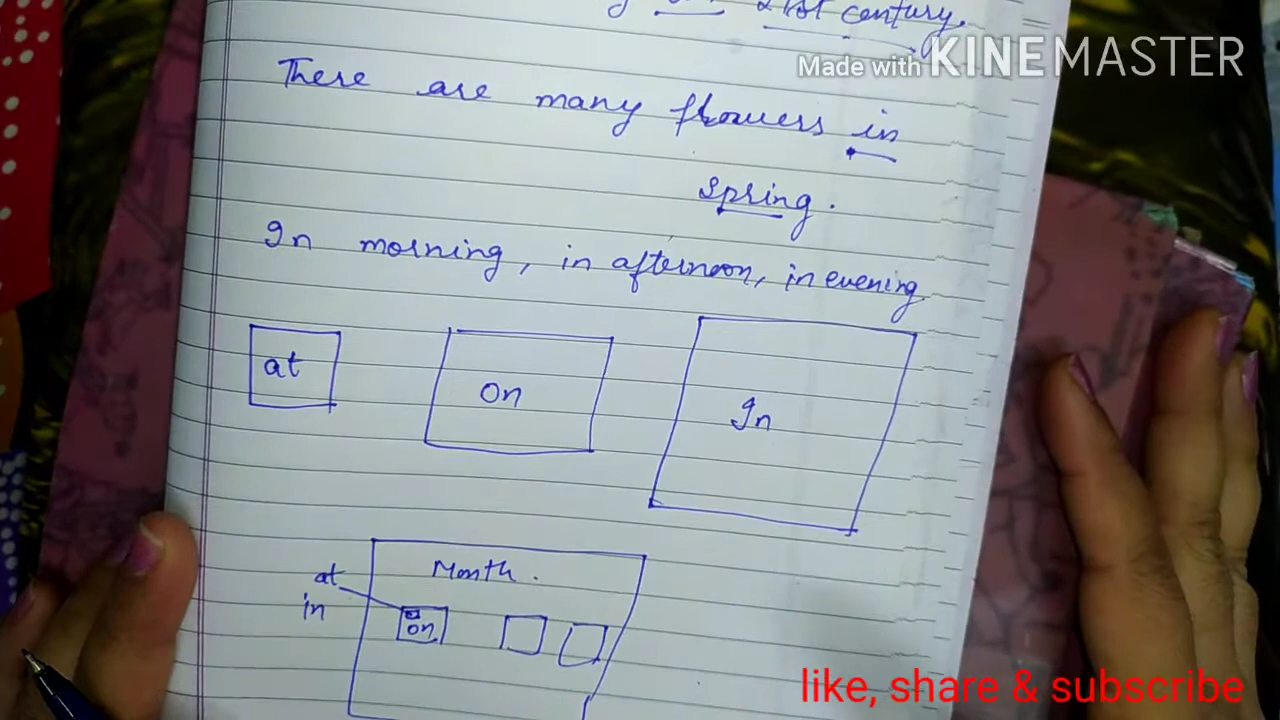 21st century.
Made with KINEMASTER
There are many flowers in
Spring.
In morning, in afternoon, in evening
at
On
In
Month.
at
in
on
like, share & subscribe